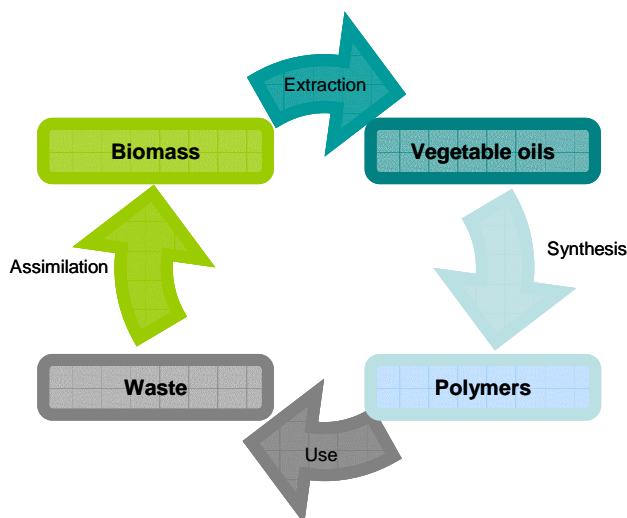 Extraction
Biomass
Vegetable oils
Synthesis
Assimilation
Waste
Polymers
Use